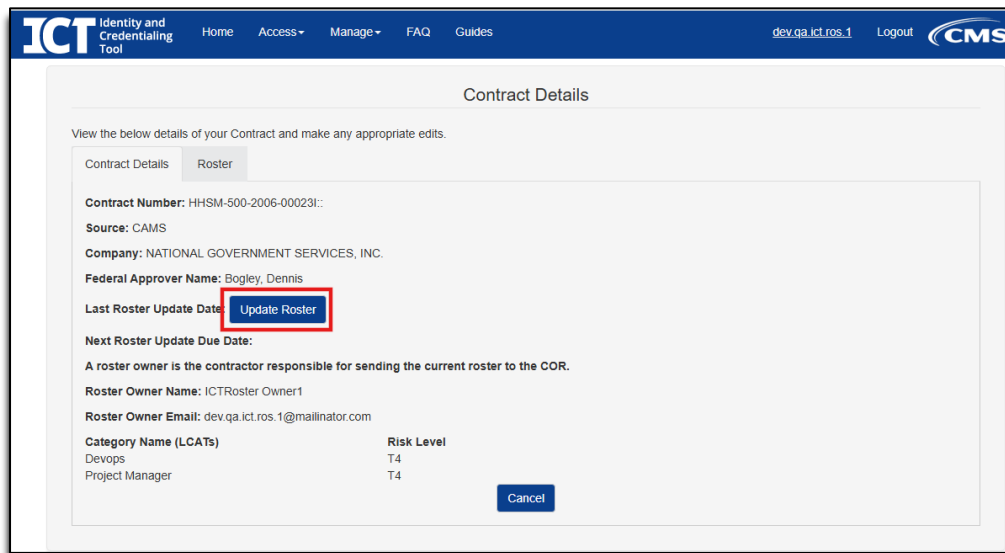 ICT Identity and Credentialing Tool Home Access Manage FAQ Guides dev.qa.ict.ros.1 Logout CMS
Contract Details
View the below details of your Contract and make any appropriate edits.
Contract Details Roster
Contract Number: HHSM-500-2006-00023I::
Source: CAMS
Company: NATIONAL GOVERNMENT SERVICES, INC.
Federal Approver Name: Bogley, Dennis
Last Roster Update Date: Update Roster
Next Roster Update Due Date:
A roster owner is the contractor responsible for sending the current roster to the COR.
Roster Owner Name: ICTRoster Owner1
Roster Owner Email: dev.qa.ict.ros.1@mailinator.com
Category Name (LCATs) Risk Level
Devops T4
Project Manager T4
Cancel